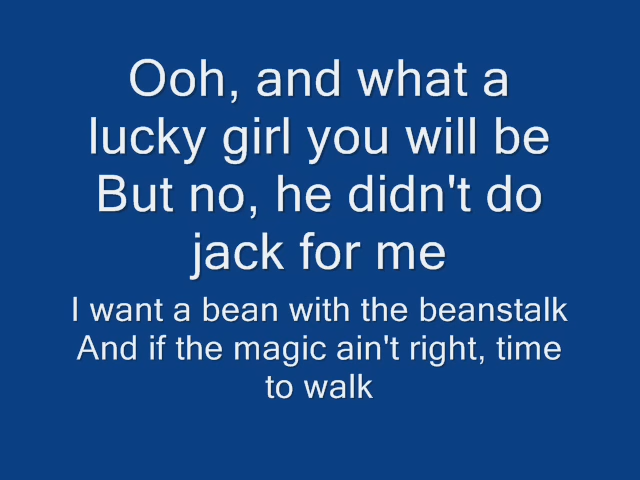 Ooh, and what a
lucky girl you will be
But no, he didn't do
jack for me
I want a bean with the beanstalk
And if the magic ain't right, time
to walk